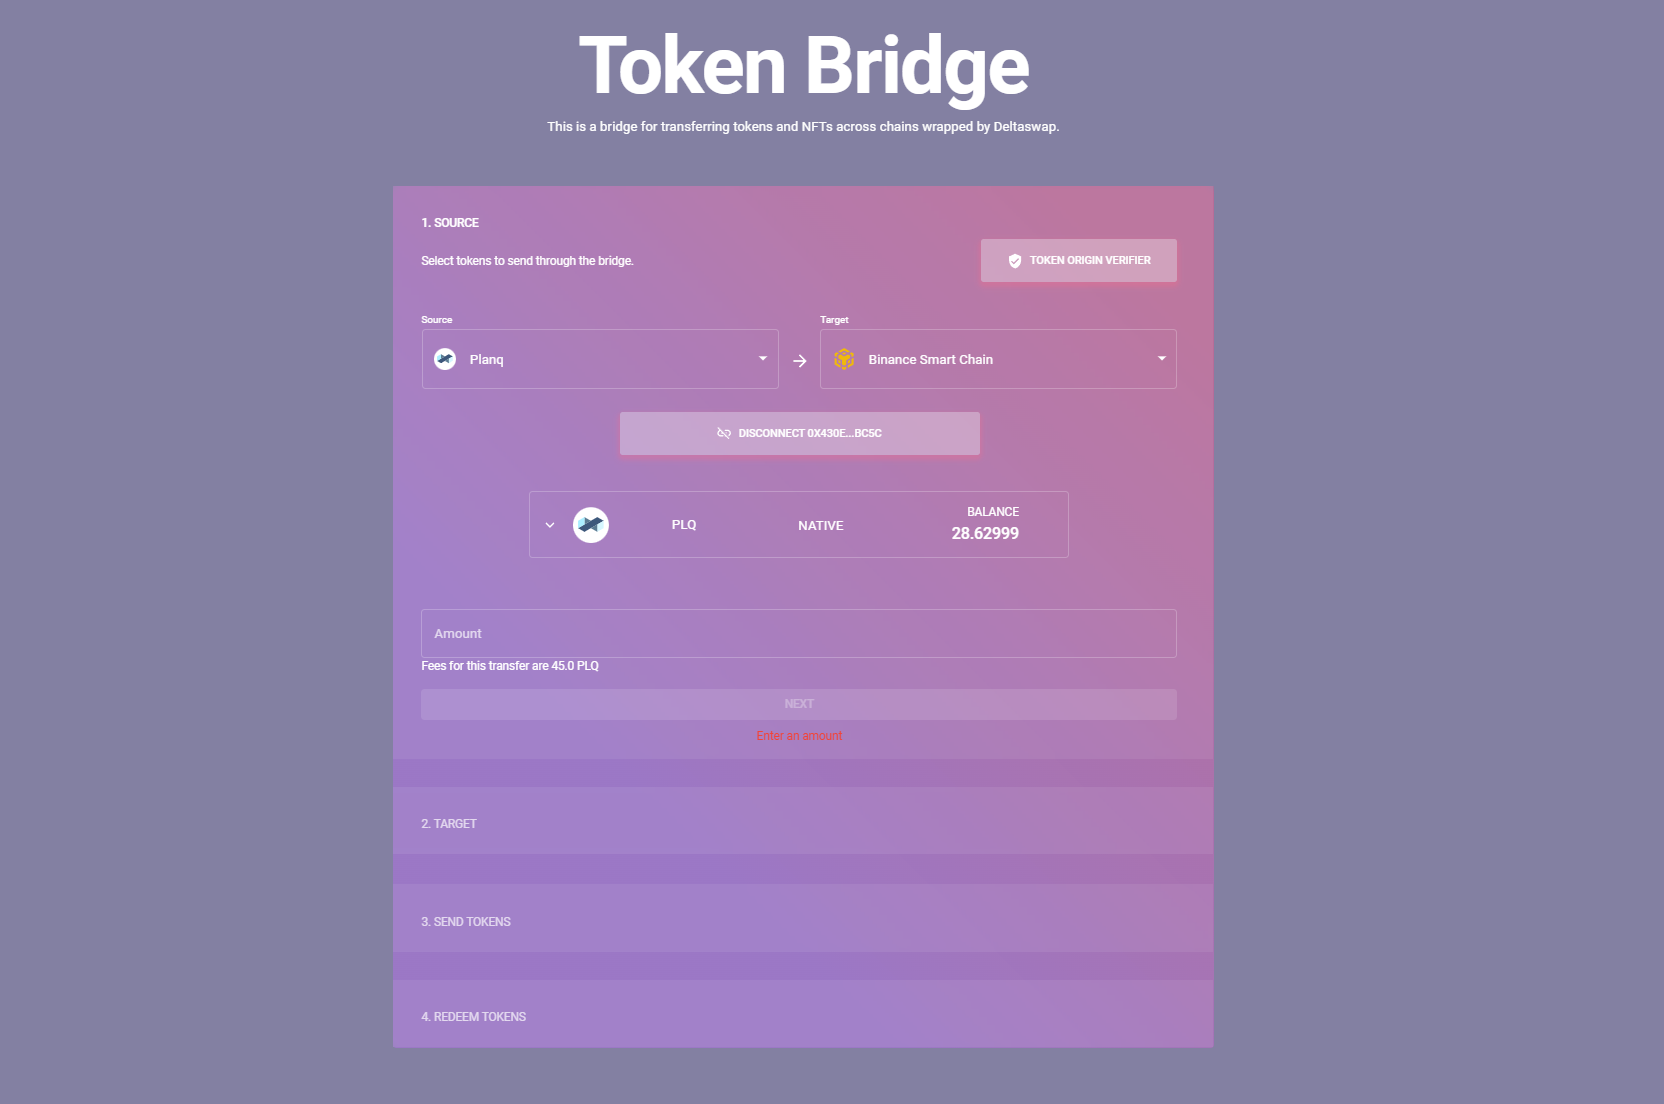 Token Bridge
This is a bridge for transferring tokens and NFTs across chains wrapped by Deltaswap.
1. SOURCE
Select tokens to send through the bridge.
TOKEN ORIGIN VERIFIER
Source
Planq
Target
Binance Smart Chain
DISCONNECT 0X430E...BC5C
PLQ
NATIVE
BALANCE
28.62999
Amount
Fees for this transfer are 45.0 PLQ
NEXT
Enter an amount
2. TARGET
3. SEND TOKENS
4. REDEEM TOKENS